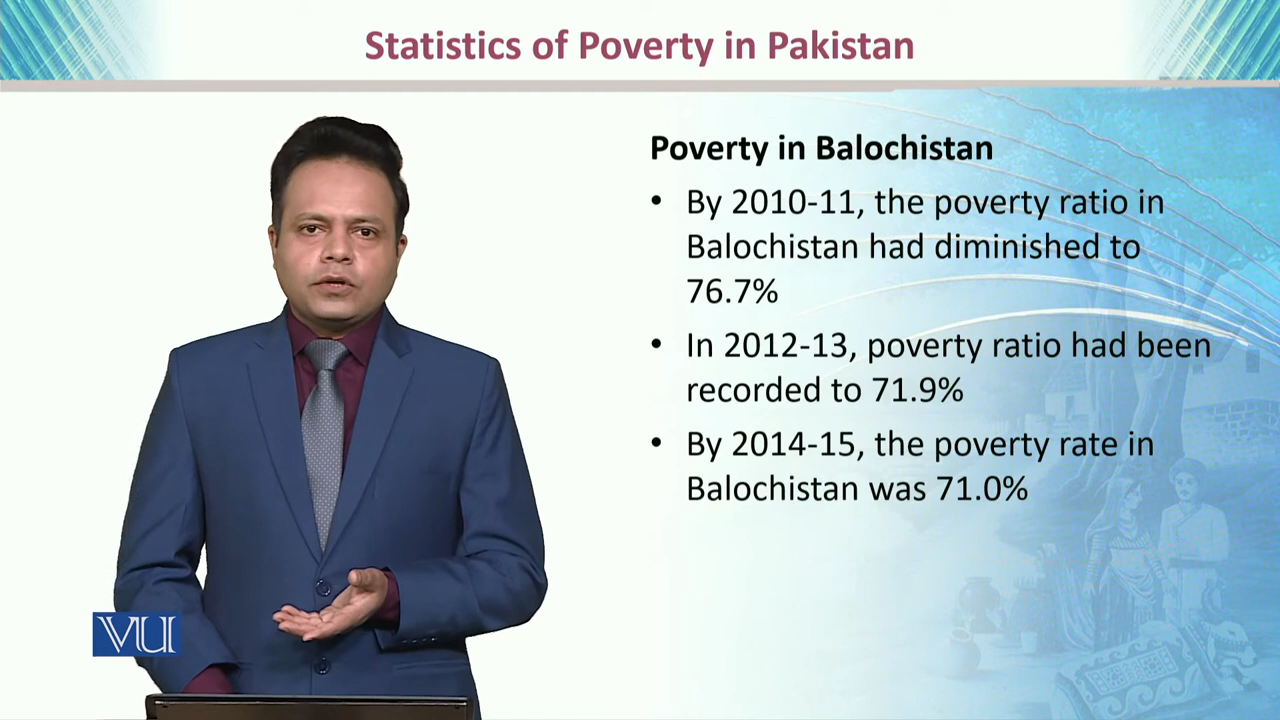 Statistics of Poverty in Pakistan
Poverty in Balochistan
• By 2010-11, the poverty ratio in
Balochistan had diminished to
76.7%
• In 2012-13, poverty ratio had been
recorded to 71.9%
• By 2014-15, the poverty rate in
Balochistan was 71.0%
VU